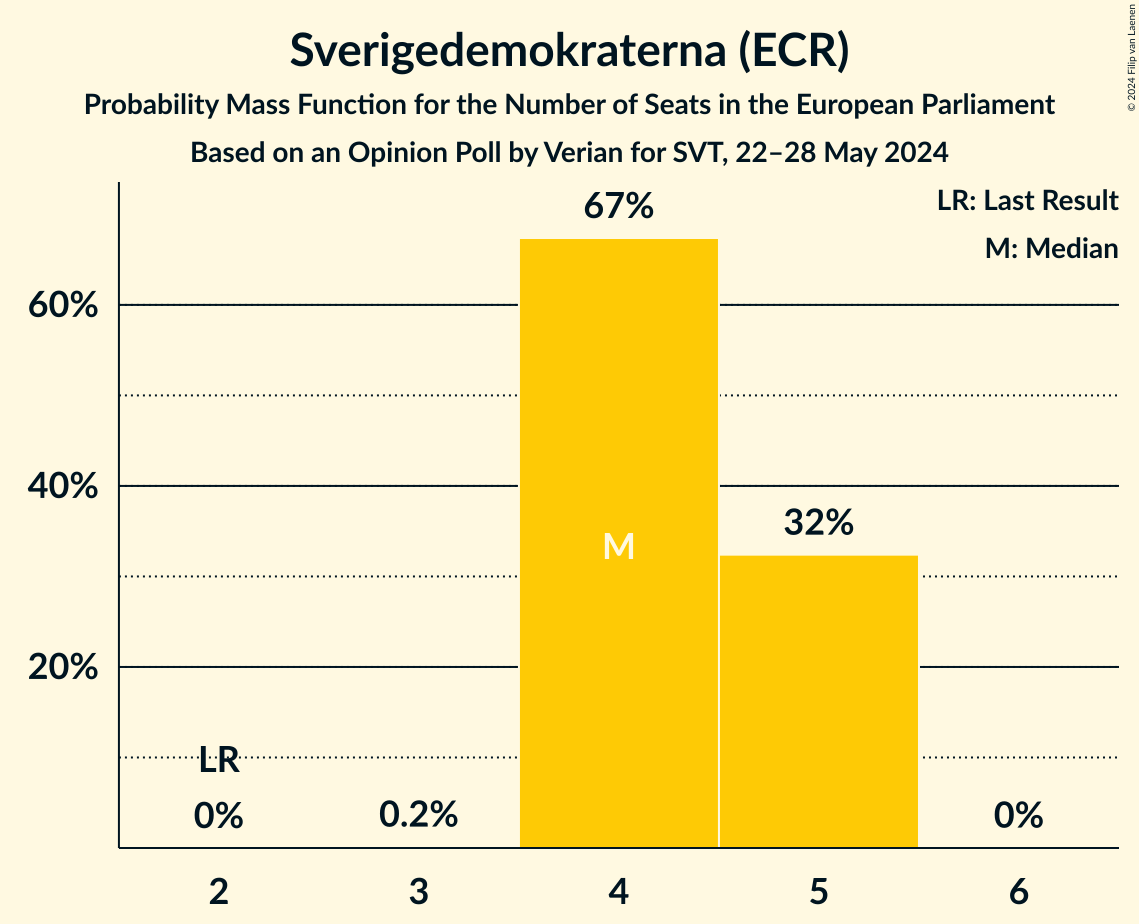 Sverigedemokraterna (ECR)
Probability Mass Function for the Number of Seats in the European Parliament
Based on an Opinion Poll by Verian for SVT, 22–28 May 2024
© 2024 Filip van Laenen
LR: Last Result
M: Median
67%
60%
40%
32%
M
20%
LR
0%
0.2%
0%
2
3
4
5
6